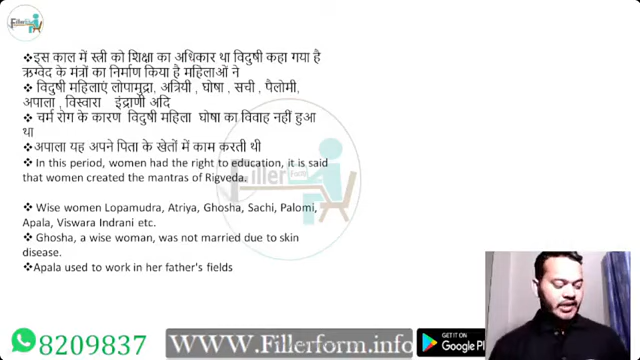 Fillerform
❖इस काल में स्त्री को शिक्षा का अधिकार था विदुषी कहा गया है
ऋग्वेद के मंत्रों का निर्माण किया है महिलाओं ने
❖विदुषी महिलाएं लोपामुद्रा, अत्रियी , घोषा , सची , पैलोमी,
अपाला , विस्वारा इंद्राणी अदि
❖ चर्म रोग के कारण विदुषी महिला घोषा का विवाह नहीं हुआ
था
❖अपाला यह अपने पिता के खेतों में काम करती थी
❖In this period, women had the right to education, it is said
that women created the mantras of Rigveda.
❖ Wise women Lopamudra, Atriya, Ghosha, Sachi, Palomi,
Apala, Viswara Indrani etc.
❖ Ghosha, a wise woman, was not married due to skin
disease.
❖Apala used to work in her father's fields
Filler Form
8209837
www.Fillerform.info
GET IT ON
Google Pl